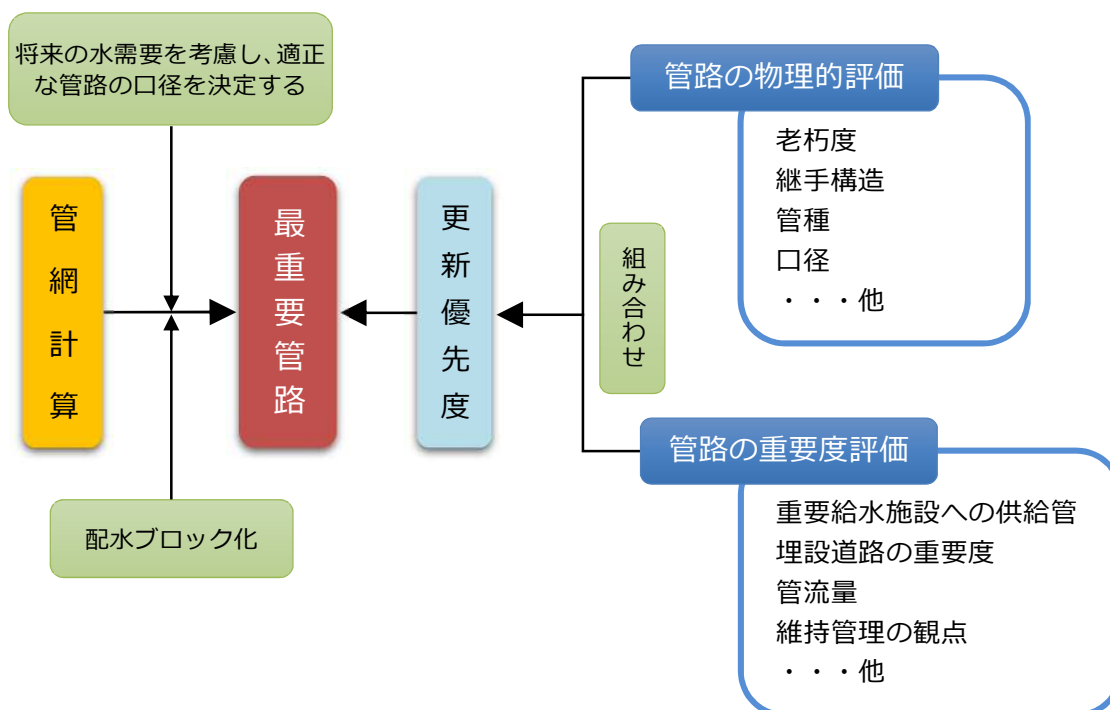 将来の水需要を考慮し、適正
な管路の口径を決定する
管網計算
最重要管路
更新優先度
組み合わせ
配水ブロック化
管路の物理的評価
老朽度
継手構造
管種
口径
・・・他
管路の重要度評価
重要給水施設への供給管
埋設道路の重要度
管流量
維持管理の観点
・・・他